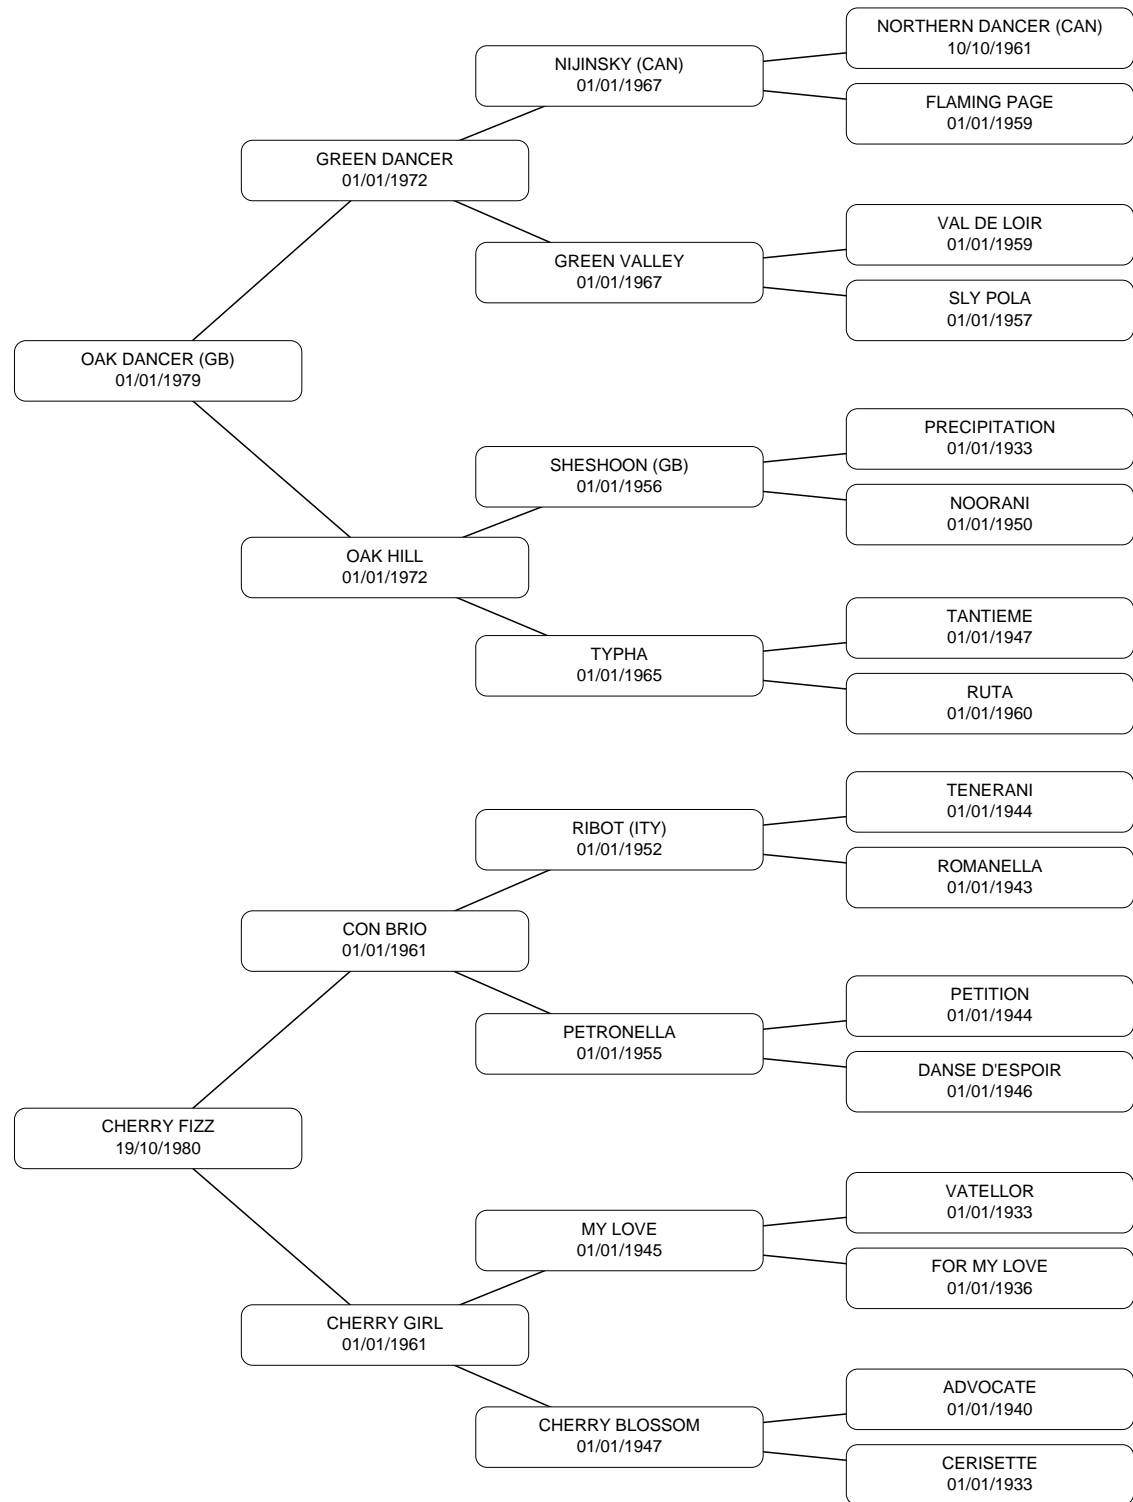 NORTHERN DANCER (CAN)
10/10/1961
NIJINSKY (CAN)
01/01/1967
FLAMING PAGE
01/01/1959
GREEN DANCER
01/01/1972
VAL DE LOIR
01/01/1959
GREEN VALLEY
01/01/1967
SLY POLA
01/01/1957
OAK DANCER (GB)
01/01/1979
PRECIPITATION
01/01/1933
SHESHOON (GB)
01/01/1956
NOORANI
01/01/1950
OAK HILL
01/01/1972
TANTIEME
01/01/1947
TYPHA
01/01/1965
RUTA
01/01/1960
TENERANI
01/01/1944
RIBOT (ITY)
01/01/1952
ROMANELLA
01/01/1943
CON BRIO
01/01/1961
PETITION
01/01/1944
PETRONELLA
01/01/1955
DANSE D'ESPOIR
01/01/1946
CHERRY FIZZ
19/10/1980
VATELLOR
01/01/1933
MY LOVE
01/01/1945
FOR MY LOVE
01/01/1936
CHERRY GIRL
01/01/1961
ADVOCATE
01/01/1940
CHERRY BLOSSOM
01/01/1947
CERISETTE
01/01/1933